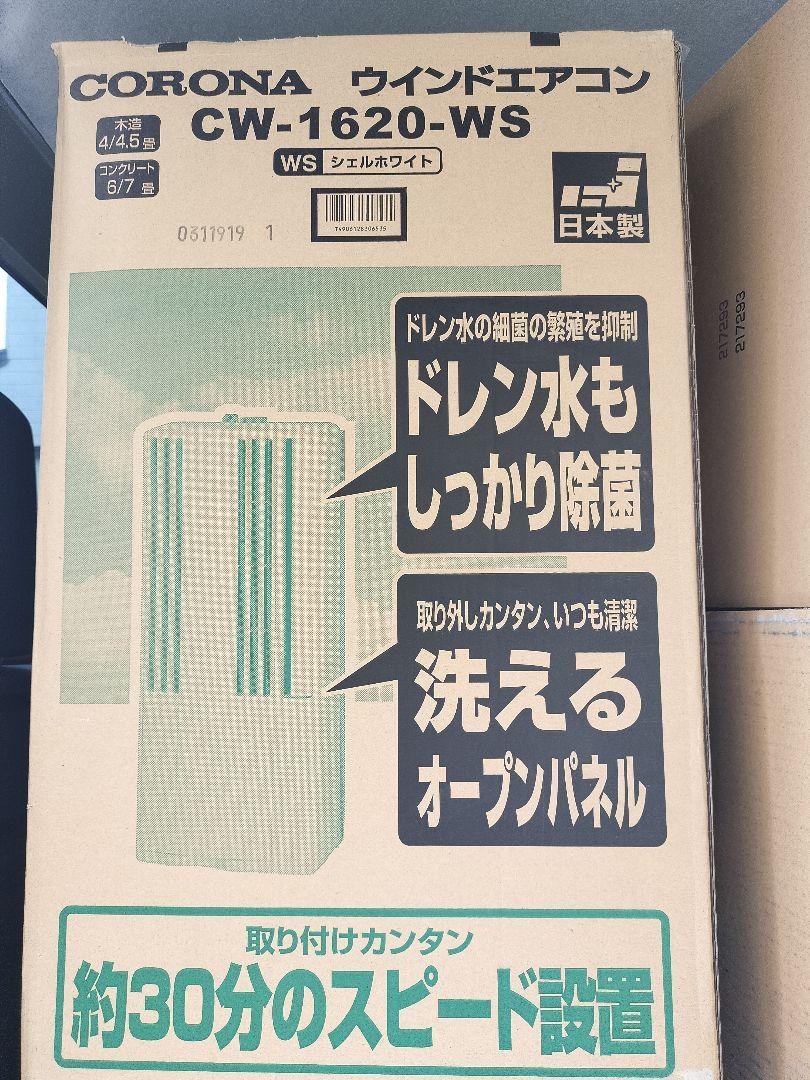 CORONA ウインドエアコン
木造
4/4.5 畳
CW-1620-WS
コンクリート
6/7 畳
WS シェルホワイト
日本製
0311919 1
ドレン水の細菌の繁殖を抑制
ドレン水も
しっかり除菌
取り外しカンタン、いつも清潔
洗える
オープンパネル
取り付けカンタン
約30分のスピード設置
217293
217293